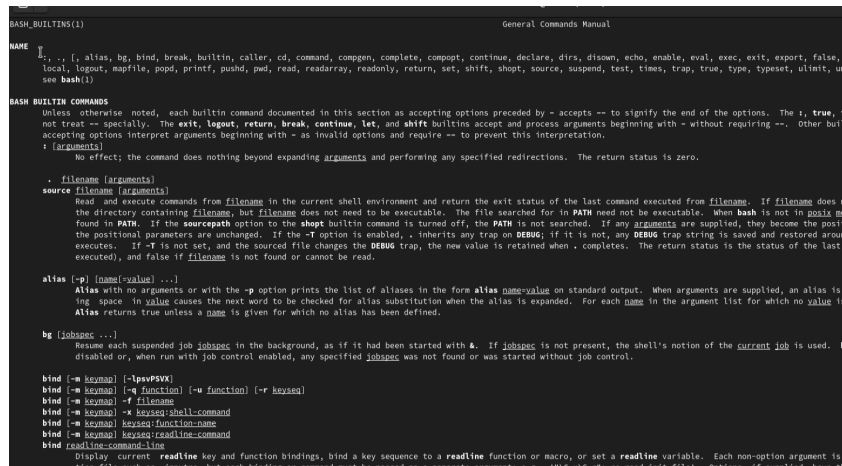 BASH_BUILTINS(1) General Commands Manual
NAME
:, ., [, alias, bg, bind, break, builtin, caller, cd, command, compgen, complete, compopt, continue, declare, dirs, disown, echo, enable, eval, exec, exit, export, false,
local, logout, mapfile, popd, printf, pushd, pwd, read, readarray, readonly, return, set, shift, shopt, source, suspend, test, times, trap, true, type, typeset, ulimit,
see bash(1)
BASH BUILTIN COMMANDS
Unless otherwise noted, each builtin command documented in this section as accepting options preceded by - accepts -- to signify the end of the options. The :, true,
not treat -- specially. The exit, logout, return, break, continue, let, and shift builtins accept and process arguments beginning with - without requiring --. Other
accepting options interpret arguments beginning with - as invalid options and require -- to prevent this interpretation.
: [arguments]
No effect; the command does nothing beyond expanding arguments and performing any specified redirections. The return status is zero.
. filename [arguments]
source filename [arguments]
Read and execute commands from filename in the current shell environment and return the exit status of the last command executed from filename. If filename does
the directory containing filename, but filename does not need to be executable. The file searched for in PATH need not be executable. When bash is not in posix
found in PATH. If the sourcepath option to the shopt builtin command is turned off, the PATH is not searched. If any arguments are supplied, they become the
the positional parameters are unchanged. If the -T option is enabled, . inherits any trap on DEBUG; if it is not, any DEBUG trap string is saved and restored
executes. If -T is not set, and the sourced file changes the DEBUG trap, the new value is retained when . completes. The return status is the status of the last
executed), and false if filename is not found or cannot be read.
alias [-p] [name[=value] ...]
Alias with no arguments or with the -p option prints the list of aliases in the form alias name=value on standard output. When arguments are supplied, an alias is
ing space in value causes the next word to be checked for alias substitution when the alias is expanded. For each name in the argument list for which no value
Alias returns true unless a name is given for which no alias has been defined.
bg [jobspec ...]
Resume each suspended job jobspec in the background, as if it had been started with &. If jobspec is not present, the shell's notion of the current job is used.
disabled or, when run with job control enabled, any specified jobspec was not found or was started without job control.
bind [-m keymap] [-lpsvPSVX]
bind [-m keymap] [-q function] [-u function] [-r keyseq]
bind [-m keymap] -f filename
bind [-m keymap] -x keyseq:shell-command
bind [-m keymap] keyseq:function-name
bind [-m keymap] keyseq:readline-command
bind readline-command-line
Display current readline key and function bindings, bind a key sequence to a readline function or macro, or set a readline variable. Each non-option argument is